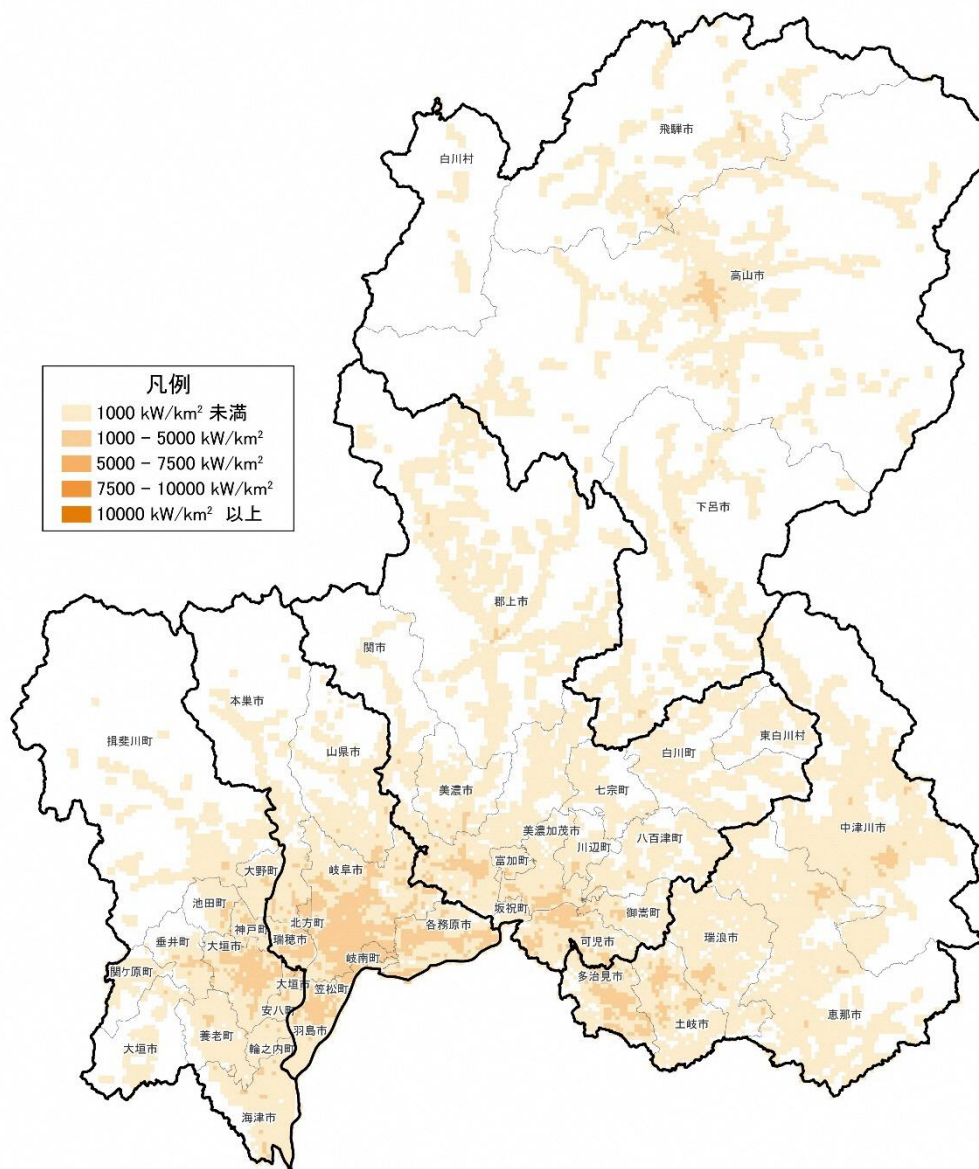 飛騨市
白川村
高山市
凡例
1000 kW/km² 未満
1000 - 5000 kW/km²
5000 - 7500 kW/km²
7500 - 10000 kW/km²
10000 kW/km² 以上
下呂市
郡上市
関市
本巣市
揖斐川町
山県市
白川町
東白川村
美濃市
七宗町
中津川市
美濃加茂市
川辺町
八百津町
富加町
大野町
岐阜市
池田町
坂祝町
御嵩町
神戸町
北方町
各務原市
垂井町
大垣市
瑞穂市
可児市
瑞浪市
岐南町
関ケ原町
多治見市
大垣市
笠松町
安八町
恵那市
羽島市
土岐市
養老町
大垣市
輪之内町
海津市